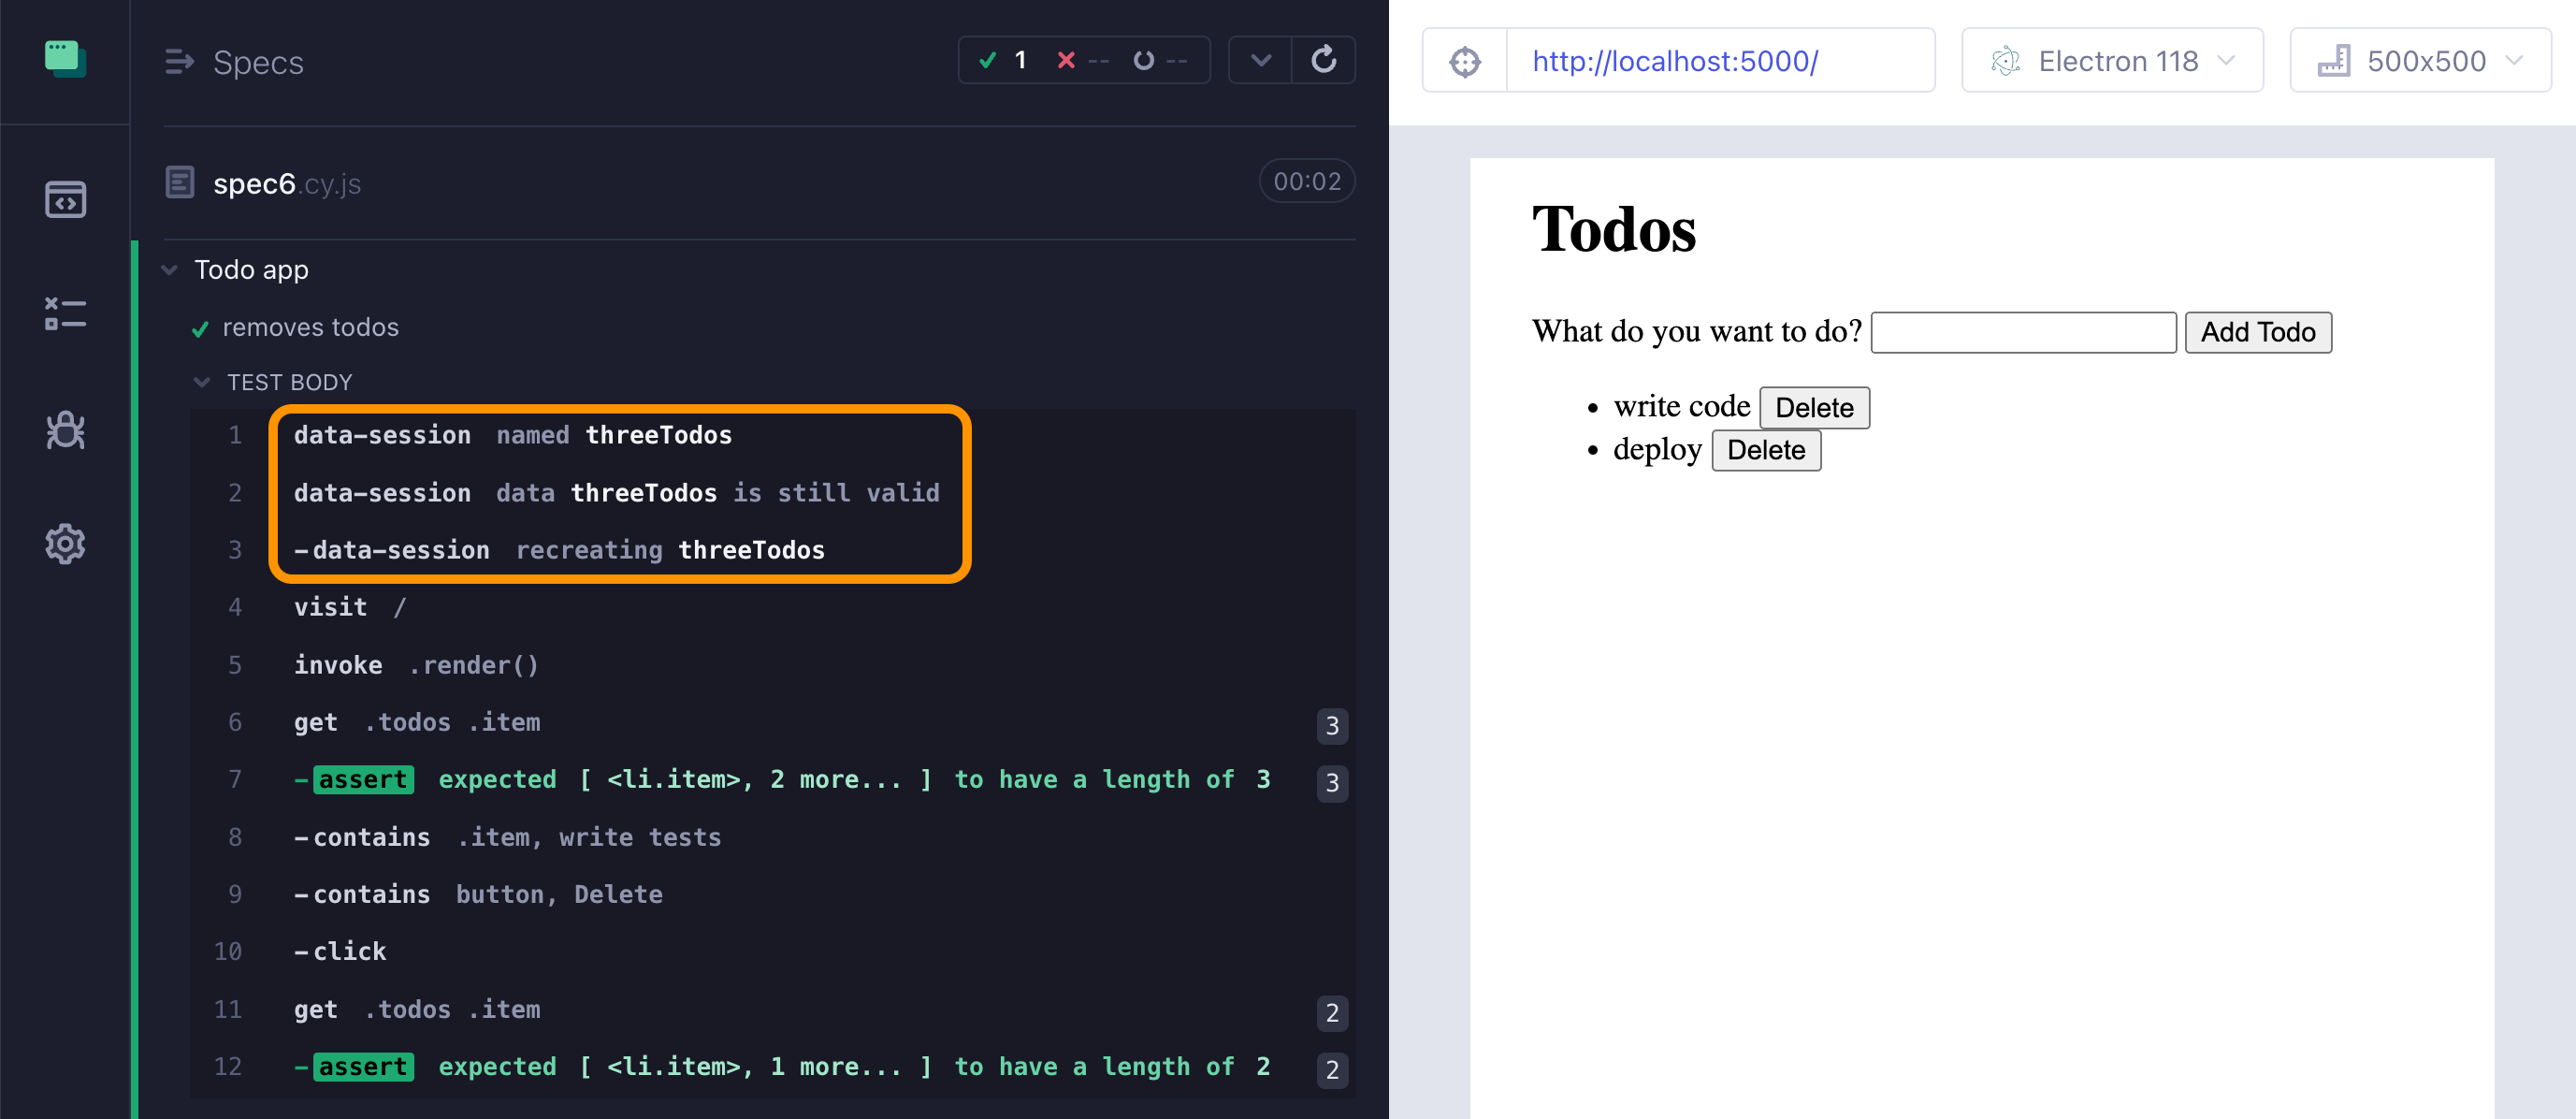 Specs
1 -- --
spec6.cy.js
00:02
Todo app
removes todos
TEST BODY
1 data-session named threeTodos
2 data-session data threeTodos is still valid
3 -data-session recreating threeTodos
4 visit /
5 invoke .render()
6 get .todos .item 3
7 -assert expected [ <li.item>, 2 more... ] to have a length of 3 3
8 -contains .item, write tests
9 -contains button, Delete
10 -click
11 get .todos .item 2
12 -assert expected [ <li.item>, 1 more... ] to have a length of 2 2
http://localhost:5000/
Electron 118
500x500
Todos
What do you want to do? Add Todo
• write code Delete
• deploy Delete